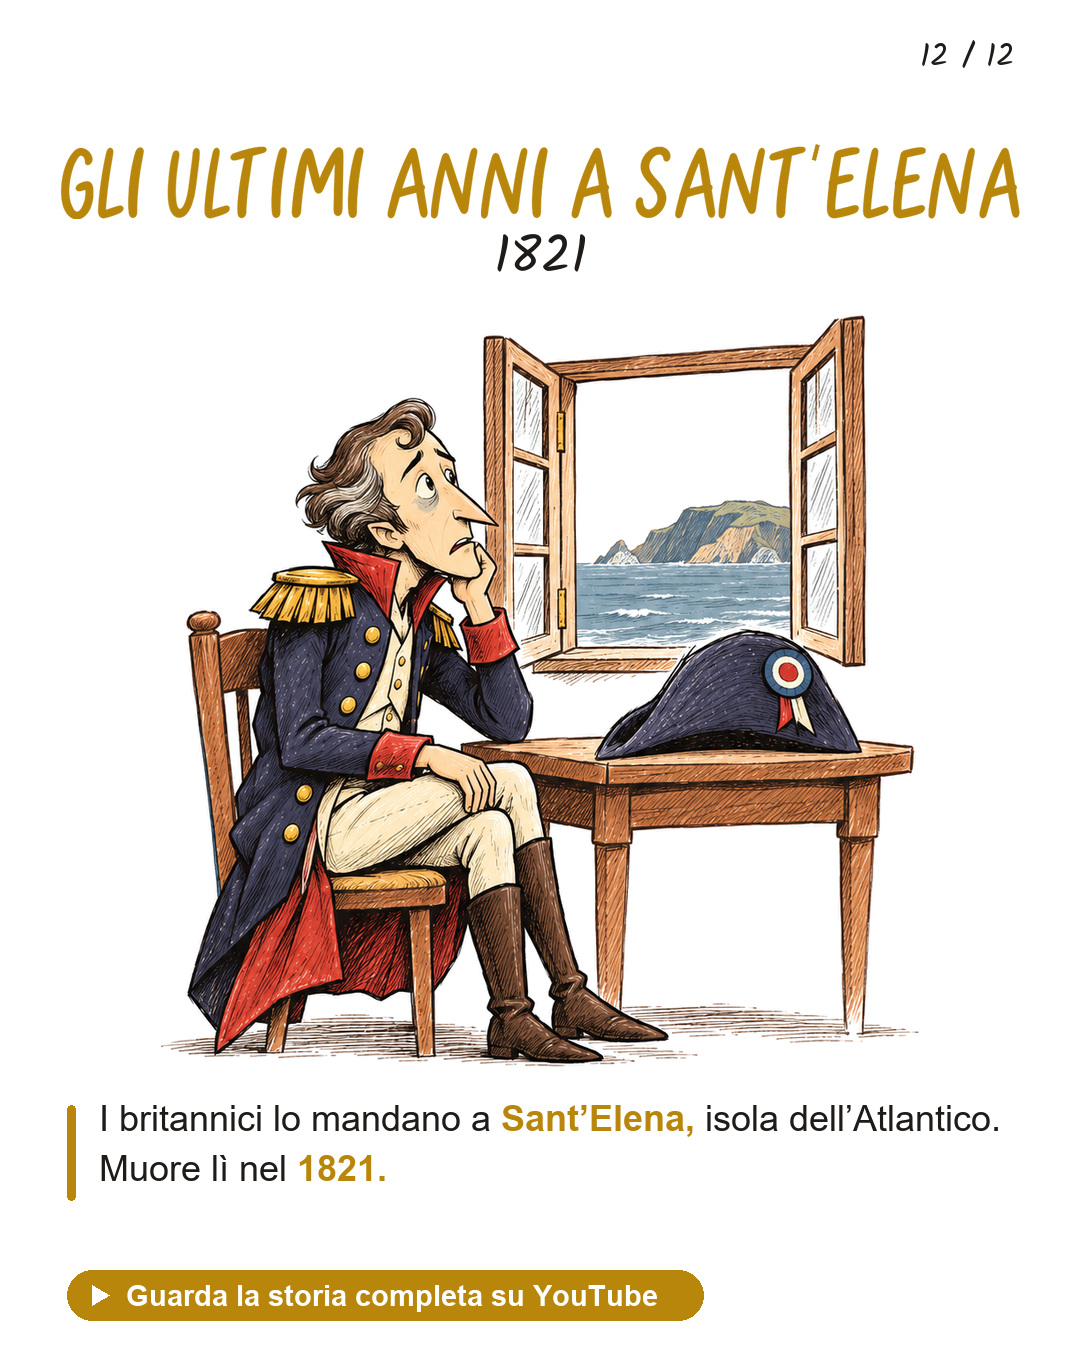 12 / 12
GLI ULTIMI ANNI A SANT'ELENA
1821
I britannici lo mandano a Sant’Elena, isola dell’Atlantico.
Muore lì nel 1821.
Guarda la storia completa su YouTube